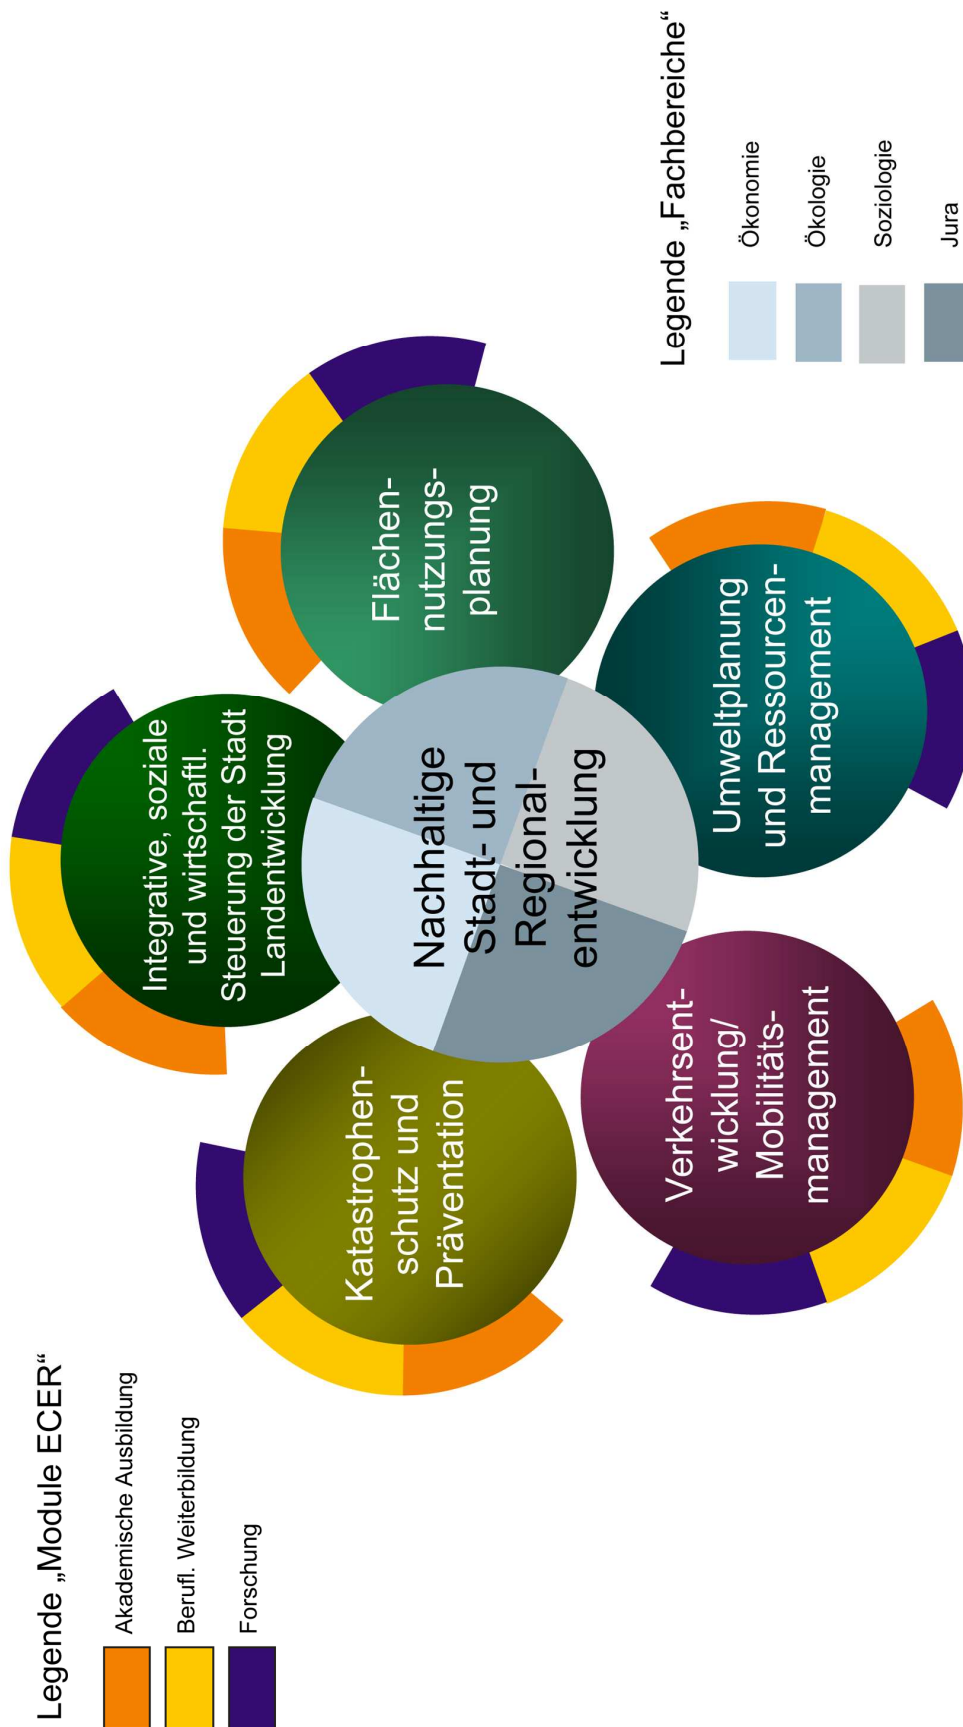 Legende „Module ECER“
Akademische Ausbildung
Berufl. Weiterbildung
Forschung
Integrative, soziale
und wirtschaftl.
Steuerung der Stadt
Landentwicklung
Katastrophen-
schutz und
Präventation
Flächen-
nutzungs-
planung
Nachhaltige
Stadt- und
Regional-
entwicklung
Verkehrsent-
wicklung/
Mobilitäts-
management
Umweltplanung
und Ressourcen-
management
Legende „Fachbereiche“
Ökonomie
Ökologie
Soziologie
Jura